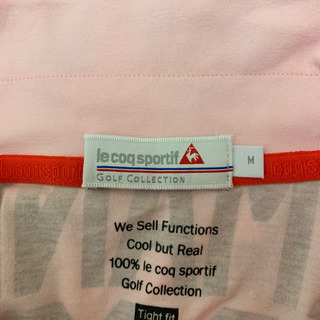 le coq sportif
GOLF COLLECTION
M
We Sell Functions
Cool but Real
100% le coq sportif
Golf Collection
Tight fit